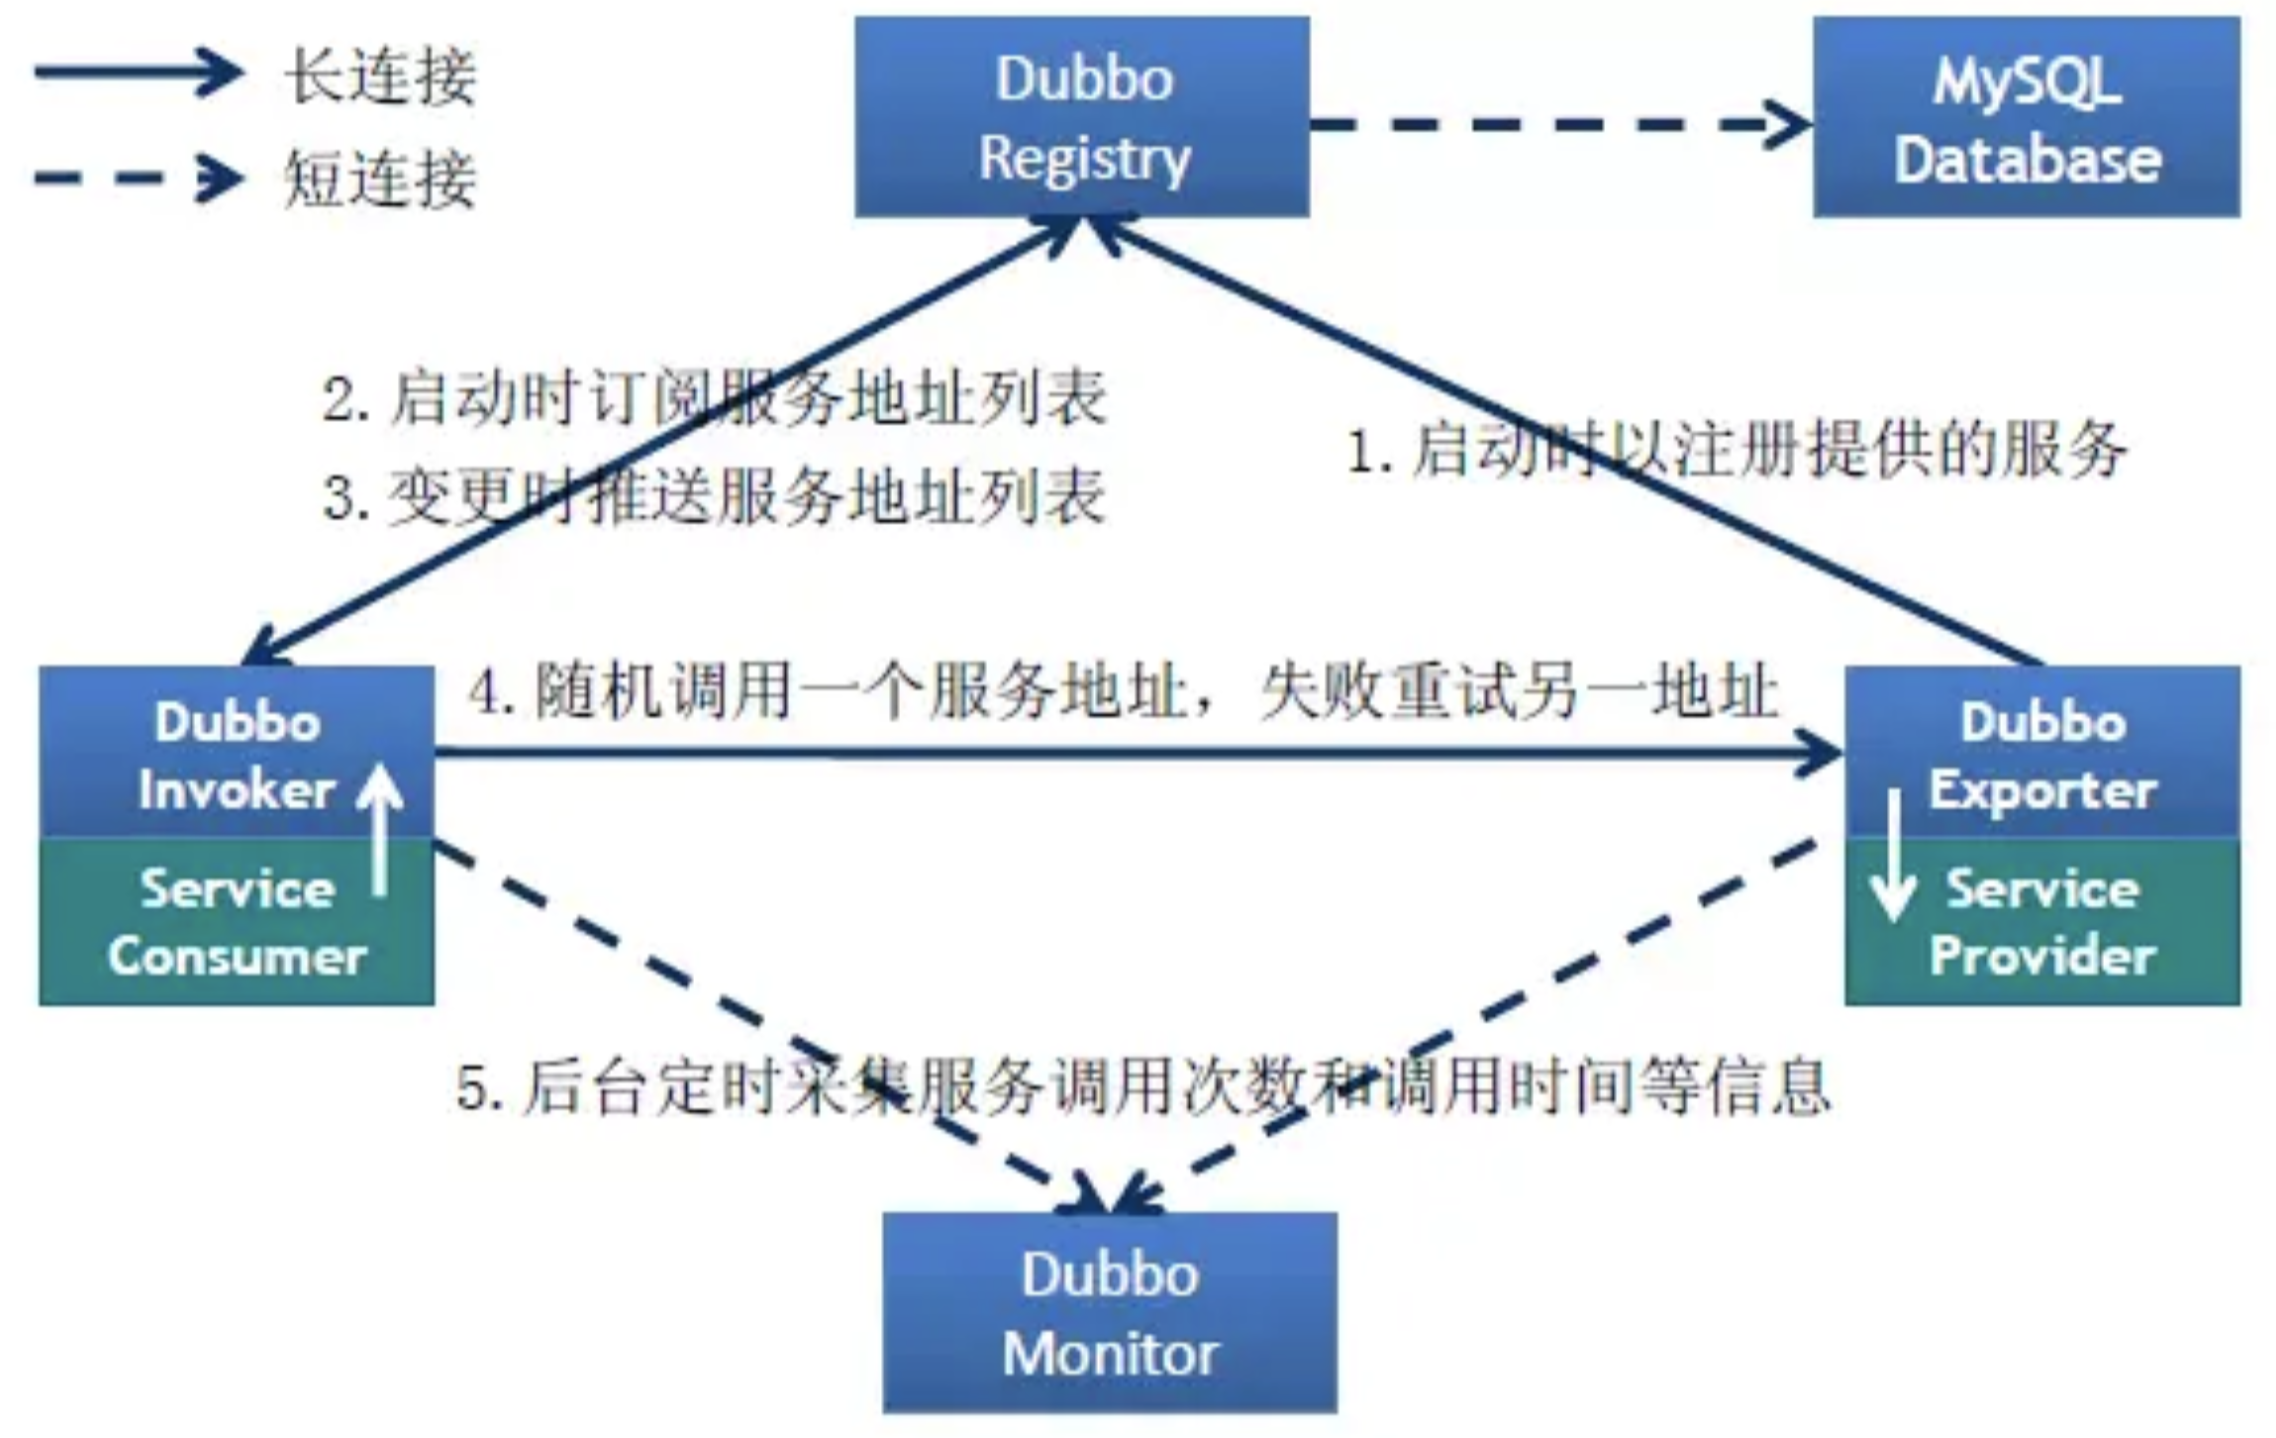 长连接
短连接
Dubbo
Registry
MySQL
Database
2.启动时订阅服务地址列表
3.变更时推送服务地址列表
1.启动时以注册提供的服务
4.随机调用一个服务地址，失败重试另一地址
Dubbo
Invoker
Service
Consumer
Dubbo
Exporter
Service
Provider
5.后台定时采集服务调用次数和调用时间等信息
Dubbo
Monitor